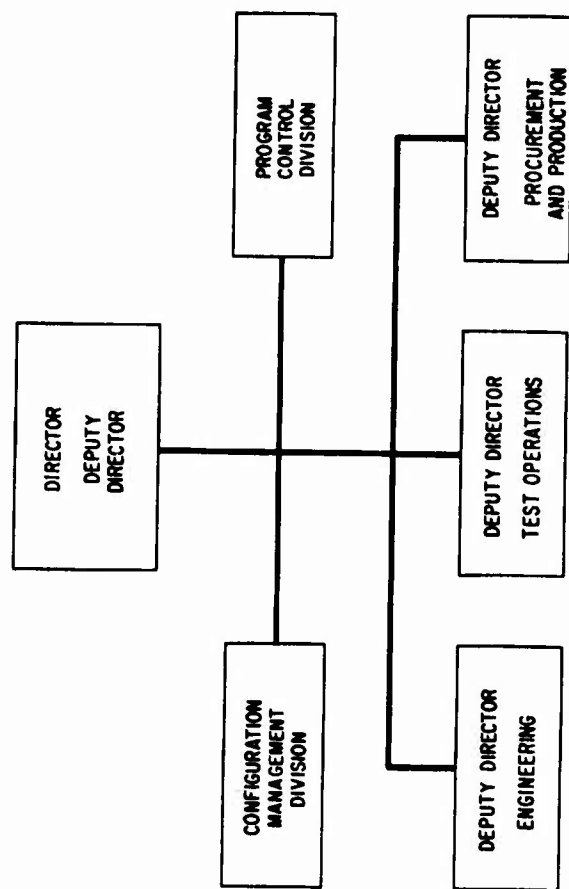 DIRECTOR
DEPUTY
DIRECTOR
CONFIGURATION
MANAGEMENT
DIVISION
PROGRAM
CONTROL
DIVISION
DEPUTY DIRECTOR
ENGINEERING
DEPUTY DIRECTOR
TEST OPERATIONS
DEPUTY DIRECTOR
PROCUREMENT
AND PRODUCTION